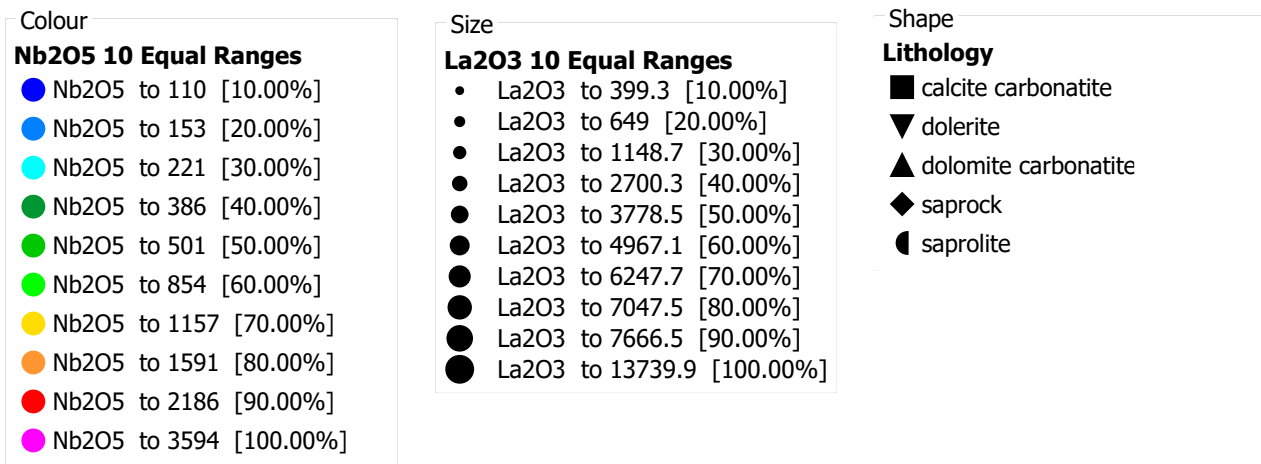 Colour
Nb2O5 10 Equal Ranges
Nb2O5 to 110 [10.00%]
Nb2O5 to 153 [20.00%]
Nb2O5 to 221 [30.00%]
Nb2O5 to 386 [40.00%]
Nb2O5 to 501 [50.00%]
Nb2O5 to 854 [60.00%]
Nb2O5 to 1157 [70.00%]
Nb2O5 to 1591 [80.00%]
Nb2O5 to 2186 [90.00%]
Nb2O5 to 3594 [100.00%]
Size
La2O3 10 Equal Ranges
La2O3 to 399.3 [10.00%]
La2O3 to 649 [20.00%]
La2O3 to 1148.7 [30.00%]
La2O3 to 2700.3 [40.00%]
La2O3 to 3778.5 [50.00%]
La2O3 to 4967.1 [60.00%]
La2O3 to 6247.7 [70.00%]
La2O3 to 7047.5 [80.00%]
La2O3 to 7666.5 [90.00%]
La2O3 to 13739.9 [100.00%]
Shape
Lithology
calcite carbonatite
dolerite
dolomite carbonatite
saprock
saprolite